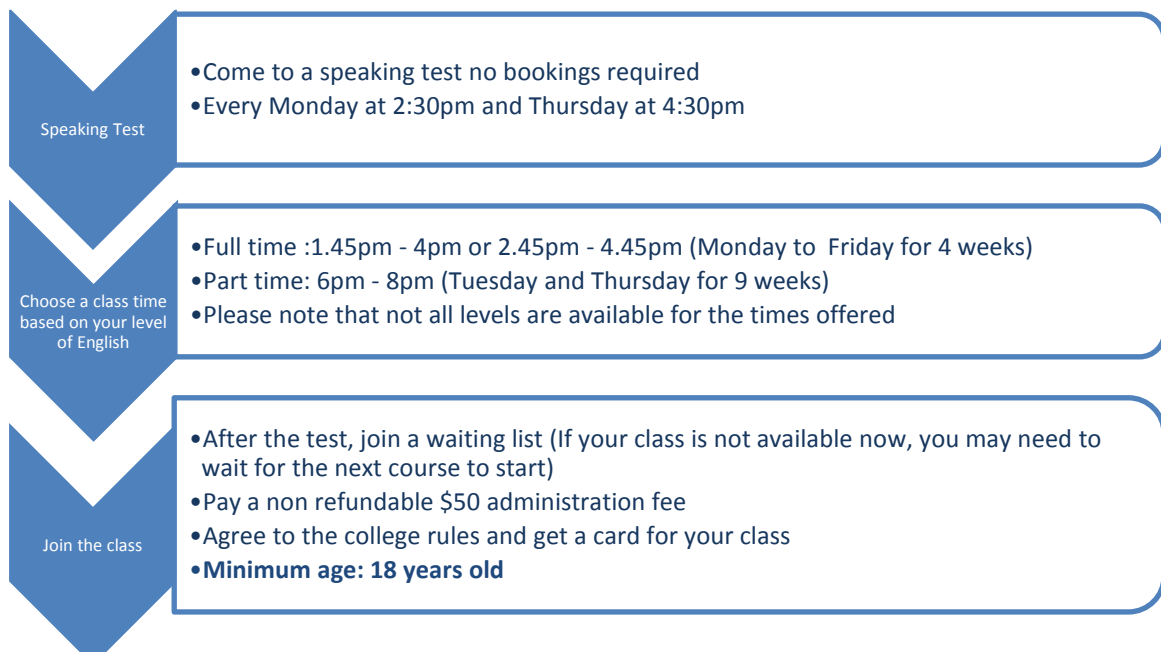 Speaking Test
•Come to a speaking test no bookings required
•Every Monday at 2:30pm and Thursday at 4:30pm
Choose a class time
based on your level
of English
•Full time :1.45pm - 4pm or 2.45pm - 4.45pm (Monday to  Friday for 4 weeks)
•Part time: 6pm - 8pm (Tuesday and Thursday for 9 weeks)
•Please note that not all levels are available for the times offered
Join the class
•After the test, join a waiting list (If your class is not available now, you may need to
wait for the next course to start)
•Pay a non refundable $50 administration fee
•Agree to the college rules and get a card for your class
•Minimum age: 18 years old